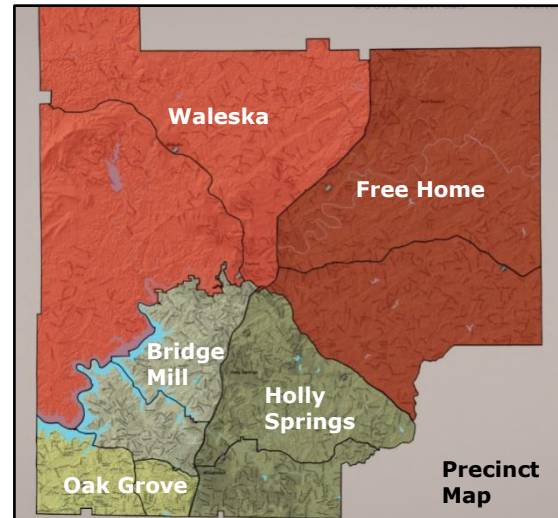 Waleska
Free Home
Bridge
Mill
Holly
Springs
Oak Grove
Precinct
Map